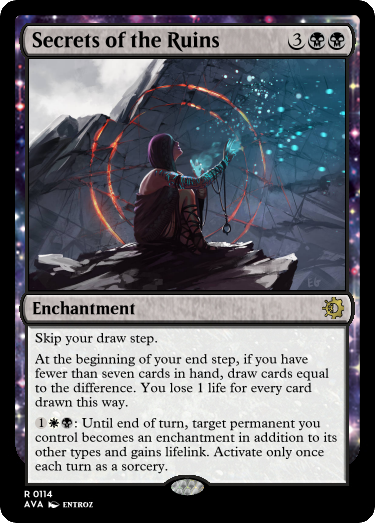 Secrets of the Ruins 3
Enchantment
Skip your draw step.
At the beginning of your end step, if you have
fewer than seven cards in hand, draw cards equal
to the difference. You lose 1 life for every card
drawn this way.
1 : Until end of turn, target permanent you
control becomes an enchantment in addition to its
other types and gains lifelink. Activate only once
each turn as a sorcery.
R 0114
AVA ENTROZ